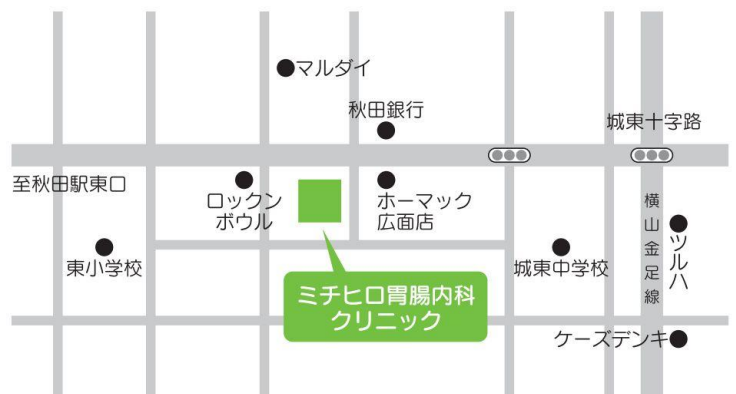 マルダイ
秋田銀行
城東十字路
至秋田駅東口
ロックン
ボウル
ホーマック
広面店
横山金足線
ツルハ
東小学校
城東中学校
ミチヒロ胃腸内科
クリニック
ケーズデンキ